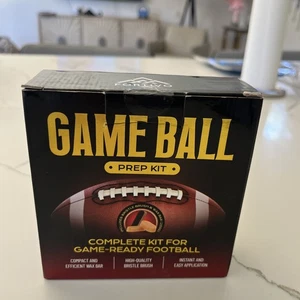 GAME BALL
PREP KIT
COMPLETE KIT FOR
GAME-READY FOOTBALL
COMPACT AND
EFFICIENT WAX BAR
HIGH-QUALITY
BRISTLE BRUSH
INSTANT AND
EASY APPLICATION